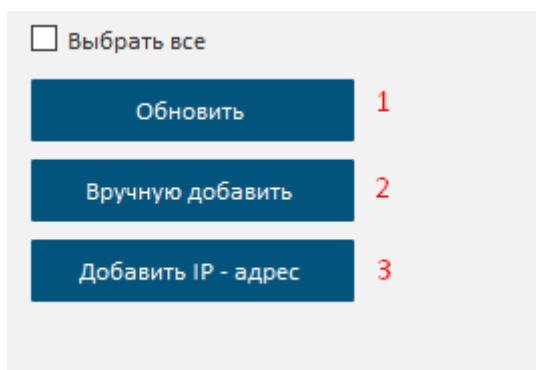 Выбрать все
Обновить 1
Вручную добавить 2
Добавить IP - адрес 3